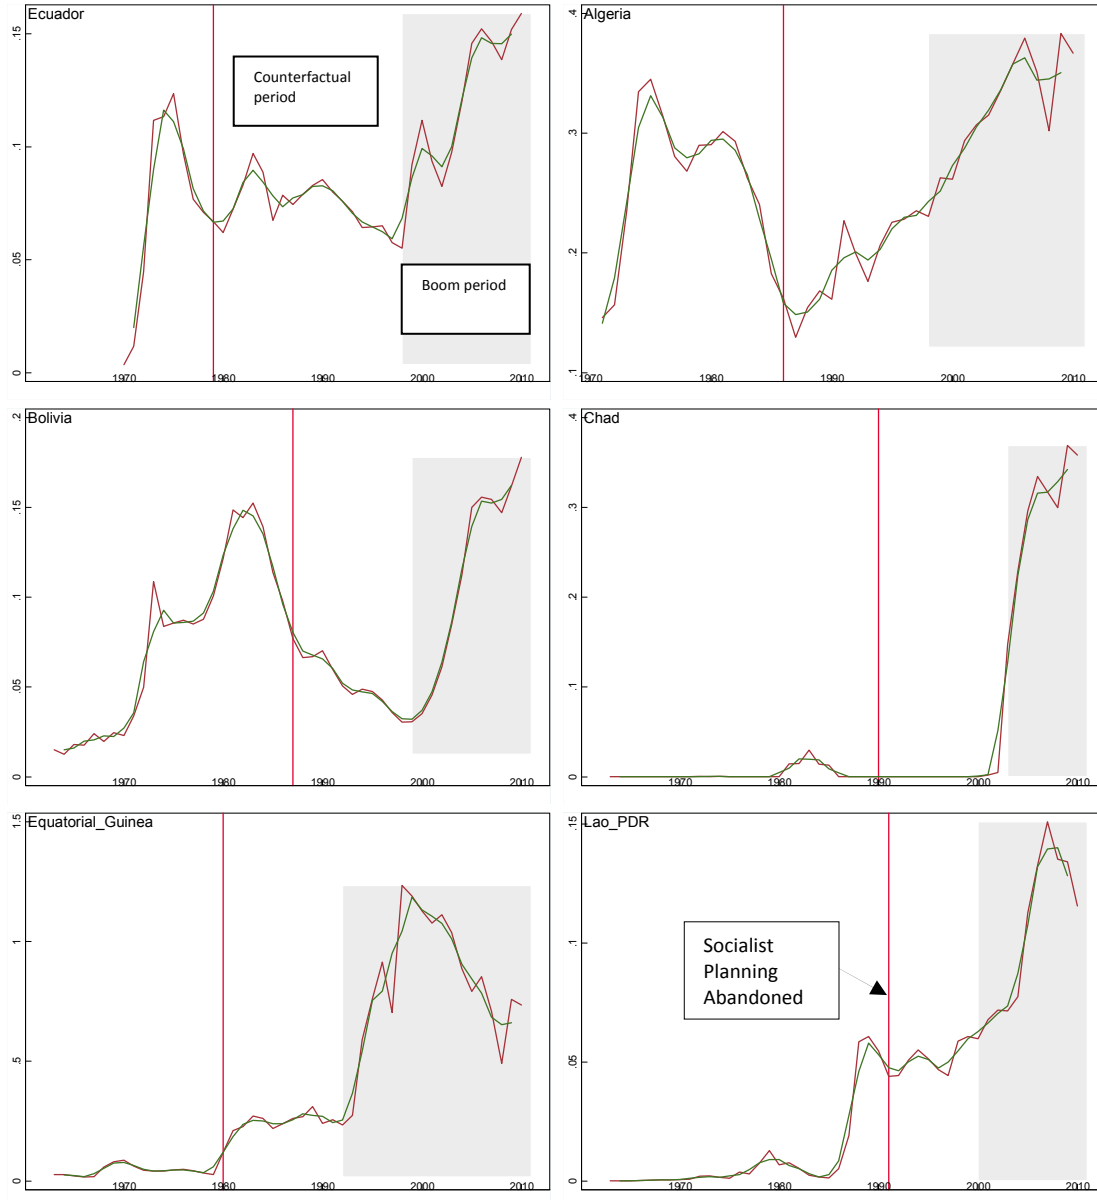 Ecuador
.15
.1
.05
0
Counterfactual
period
Boom period
1970 1980 1990 2000 2010
Algeria
.4
.3
.2
.1
1970 1980 1990 2000 2010
Bolivia
.2
.15
.1
.05
0
1970 1980 1990 2000 2010
Chad
.4
.3
.2
.1
0
1970 1980 1990 2000 2010
Equatorial_Guinea
1.5
1
.5
0
1970 1980 1990 2000 2010
Lao_PDR
.15
.1
.05
0
Socialist
Planning
Abandoned
1970 1980 1990 2000 2010